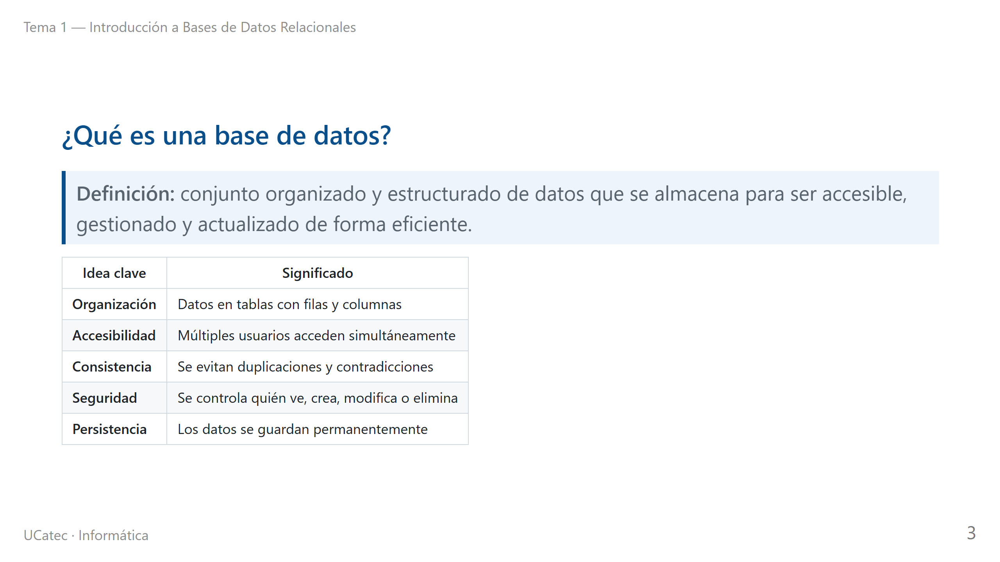 Tema 1 — Introducción a Bases de Datos Relacionales
¿Qué es una base de datos?
Definición: conjunto organizado y estructurado de datos que se almacena para ser accesible,
gestionado y actualizado de forma eficiente.
Idea clave Significado
Organización Datos en tablas con filas y columnas
Accesibilidad Múltiples usuarios acceden simultáneamente
Consistencia Se evitan duplicaciones y contradicciones
Seguridad Se controla quién ve, crea, modifica o elimina
Persistencia Los datos se guardan permanentemente
UCatec · Informática
3